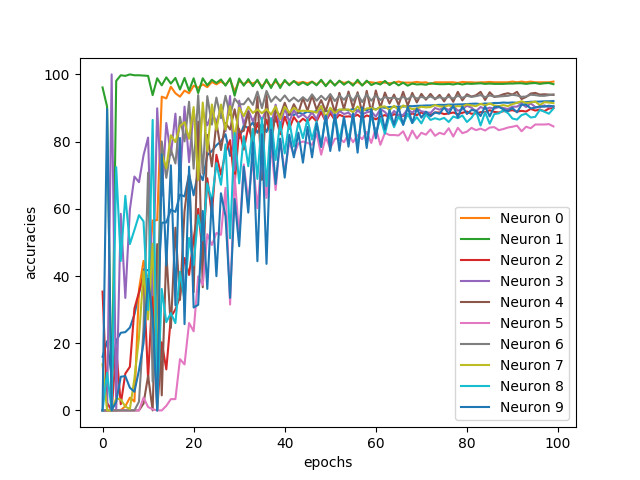 100
80
60
40
20
0
accuracies
0 20 40 60 80 100
epochs
Neuron 0
Neuron 1
Neuron 2
Neuron 3
Neuron 4
Neuron 5
Neuron 6
Neuron 7
Neuron 8
Neuron 9